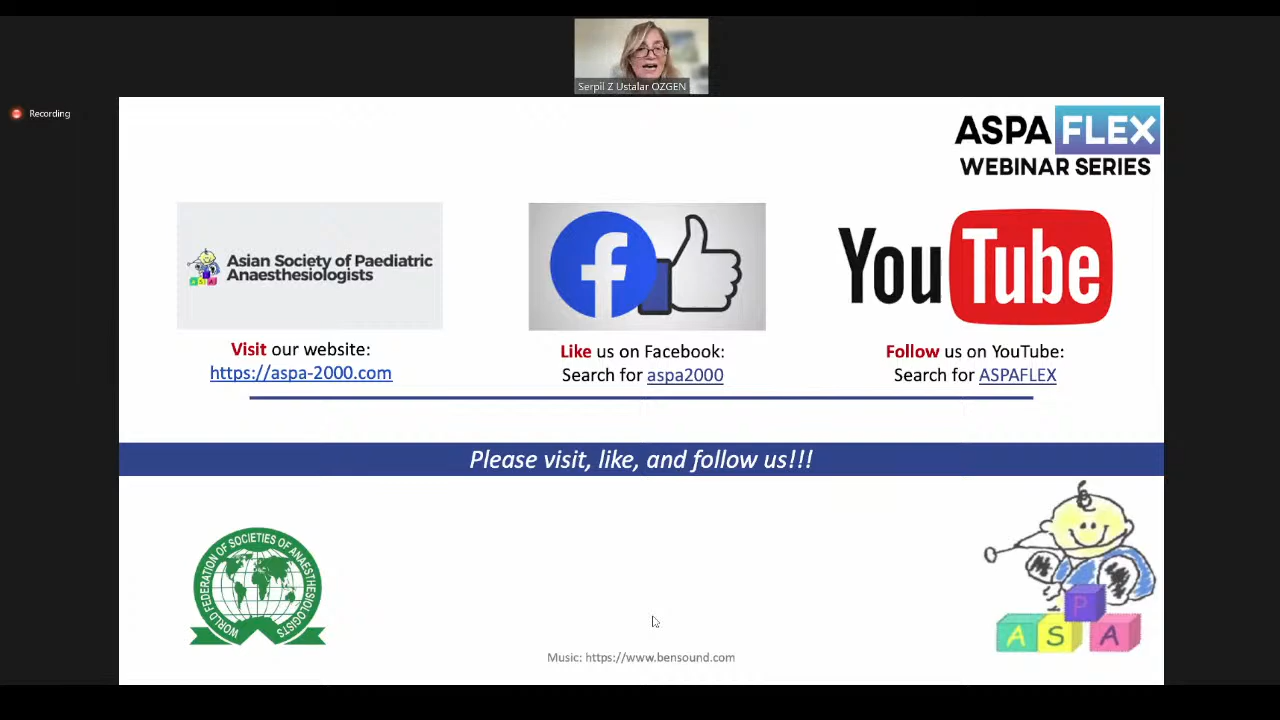 Serpil Z Ustalar OZGEN
Recording
ASPA FLEX
WEBINAR SERIES
Asian Society of Paediatric
Anaesthesiologists
YouTube
Visit our website:
https://aspa-2000.com
Like us on Facebook:
Search for aspa2000
Follow us on YouTube:
Search for ASPAFLEX
Please visit, like, and follow us!!!
WORLD FEDERATION OF SOCIETIES OF ANAESTHESIOLOGISTS
A S P A
Music: https://www.bensound.com